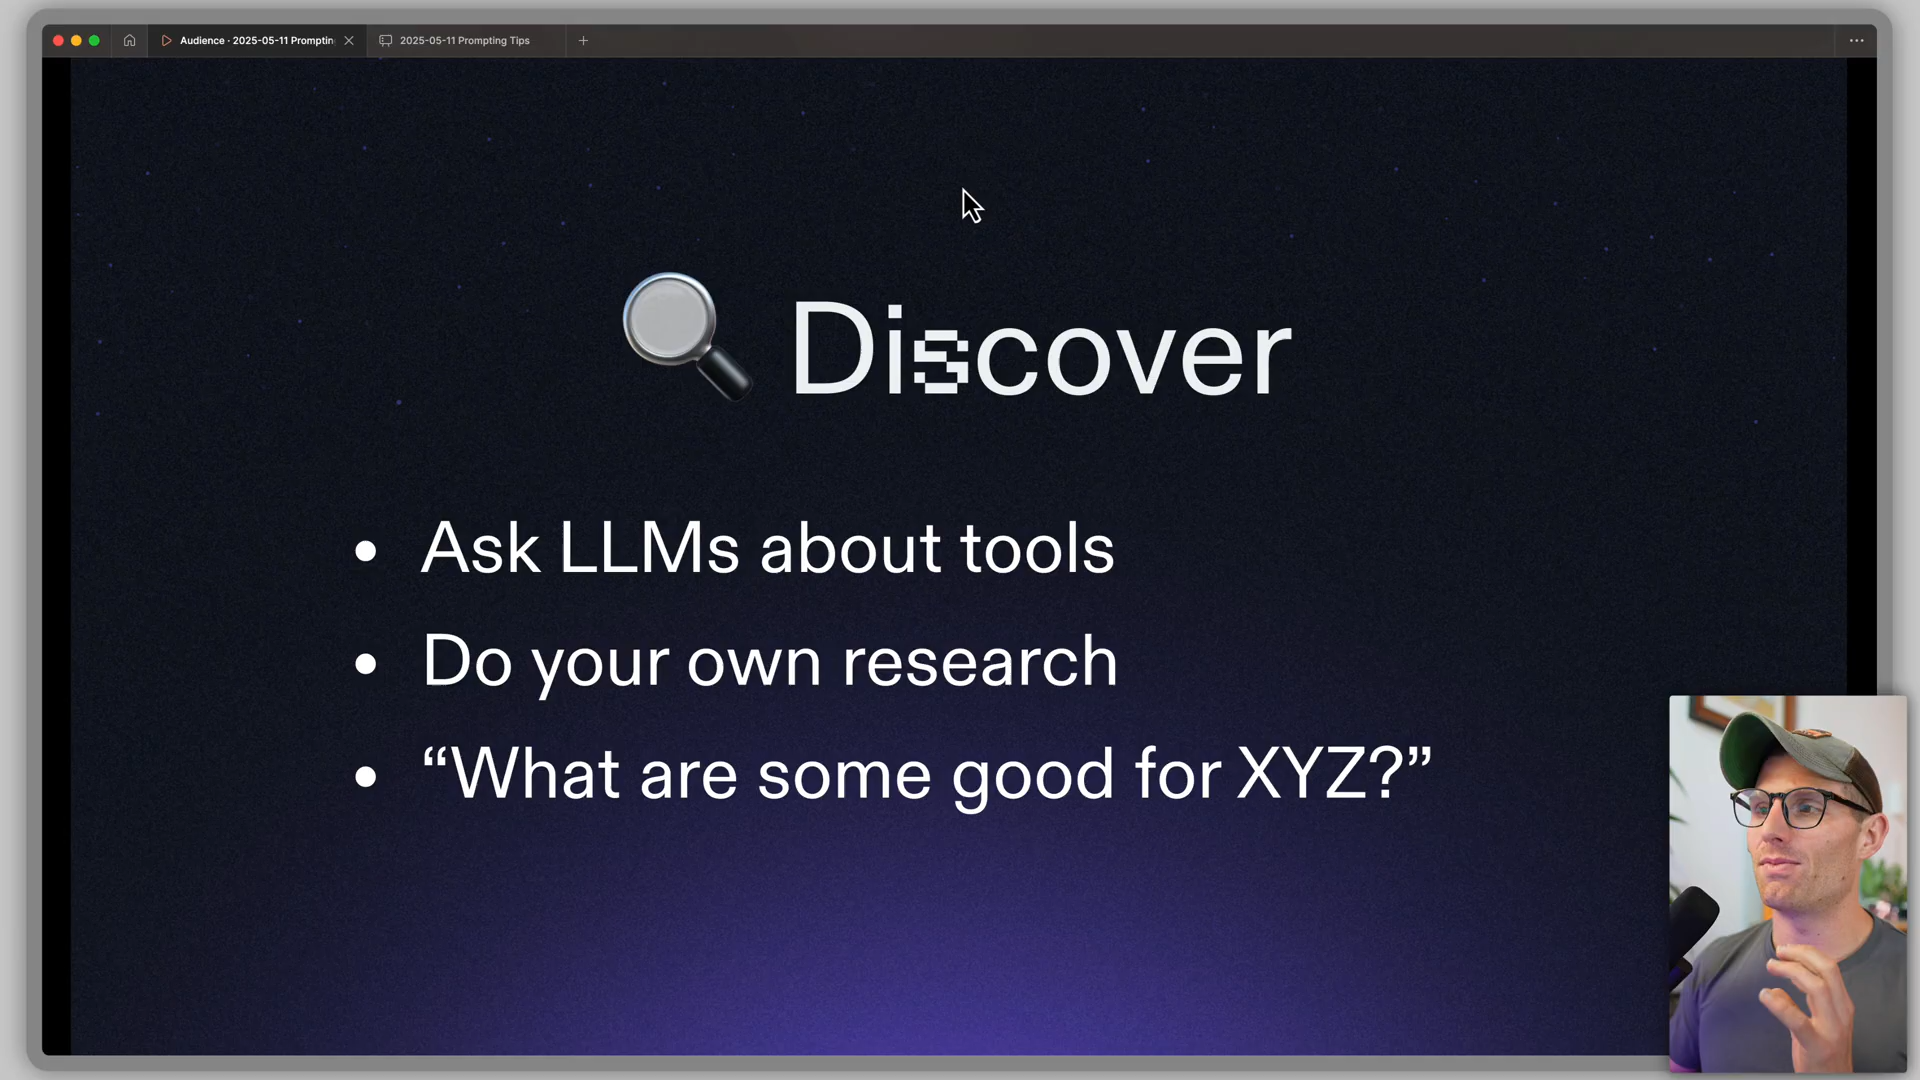 Audience · 2025-05-11 Promptin
2025-05-11 Prompting Tips
Discover
• Ask LLMs about tools
• Do your own research
• “What are some good for XYZ?”